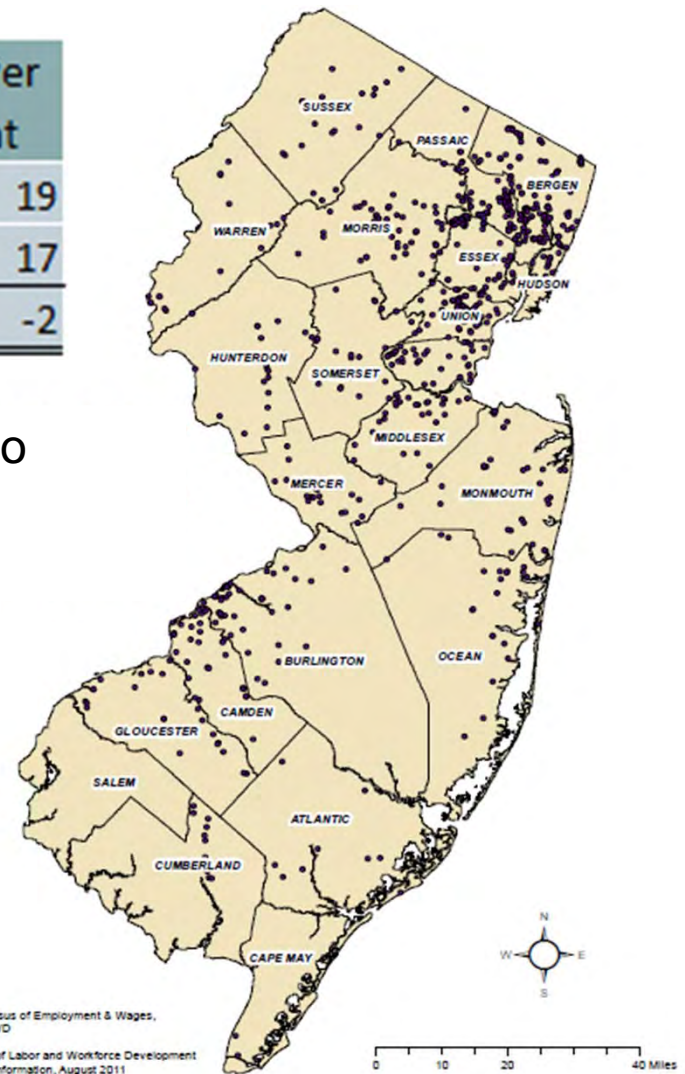 er
t
19
17
-2
o
SUSSEX
PASSAIC
BERGEN
WARREN
MORRIS
ESSEX
HUDSON
UNION
HUNTERDON
SOMERSET
MIDDLESEX
MERCER
MONMOUTH
OCEAN
BURLINGTON
CAMDEN
GLOUCESTER
SALEM
ATLANTIC
CUMBERLAND
CAPE MAY
N
W E
S
sus of Employment & Wages,
D
of Labor and Workforce Development
nformation, August 2011
0 10 20 40 Miles